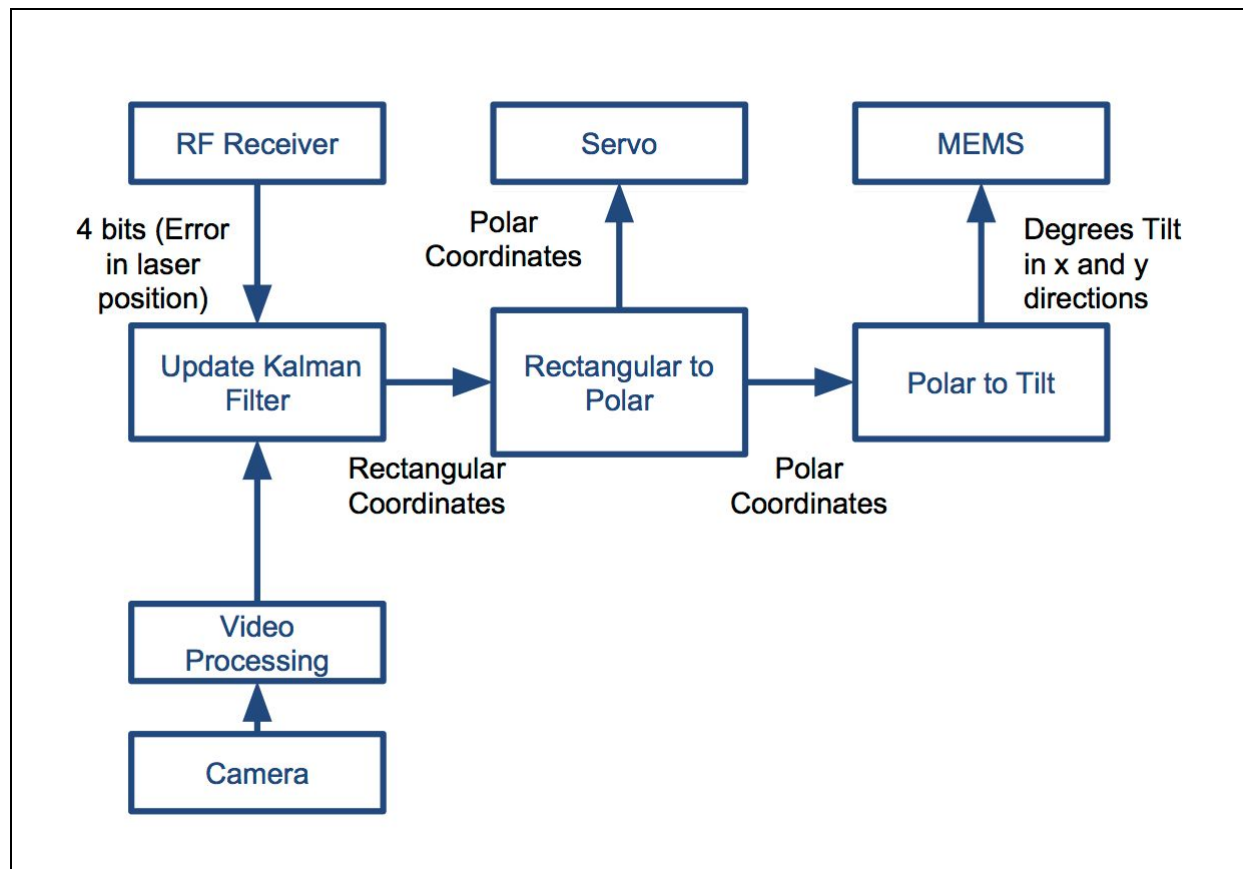 RF Receiver
Servo
MEMS
4 bits (Error
in laser
position)
Polar
Coordinates
Degrees Tilt
in x and y
directions
Update Kalman
Filter
Rectangular to
Polar
Polar to Tilt
Rectangular
Coordinates
Polar
Coordinates
Video
Processing
Camera